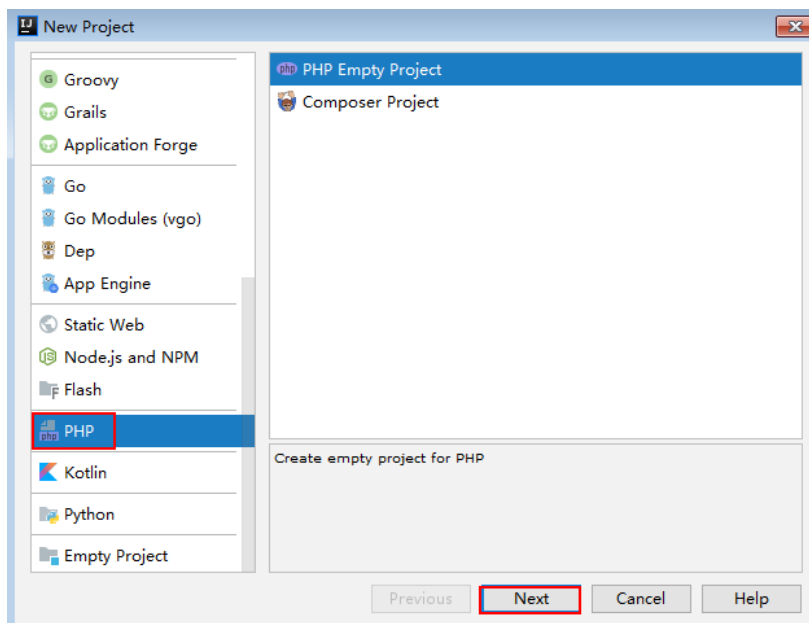 New Project
Groovy
Grails
Application Forge
Go
Go Modules (vgo)
Dep
App Engine
Static Web
Node.js and NPM
Flash
PHP
Kotlin
Python
Empty Project
PHP Empty Project
Composer Project
Create empty project for PHP
Previous Next Cancel Help